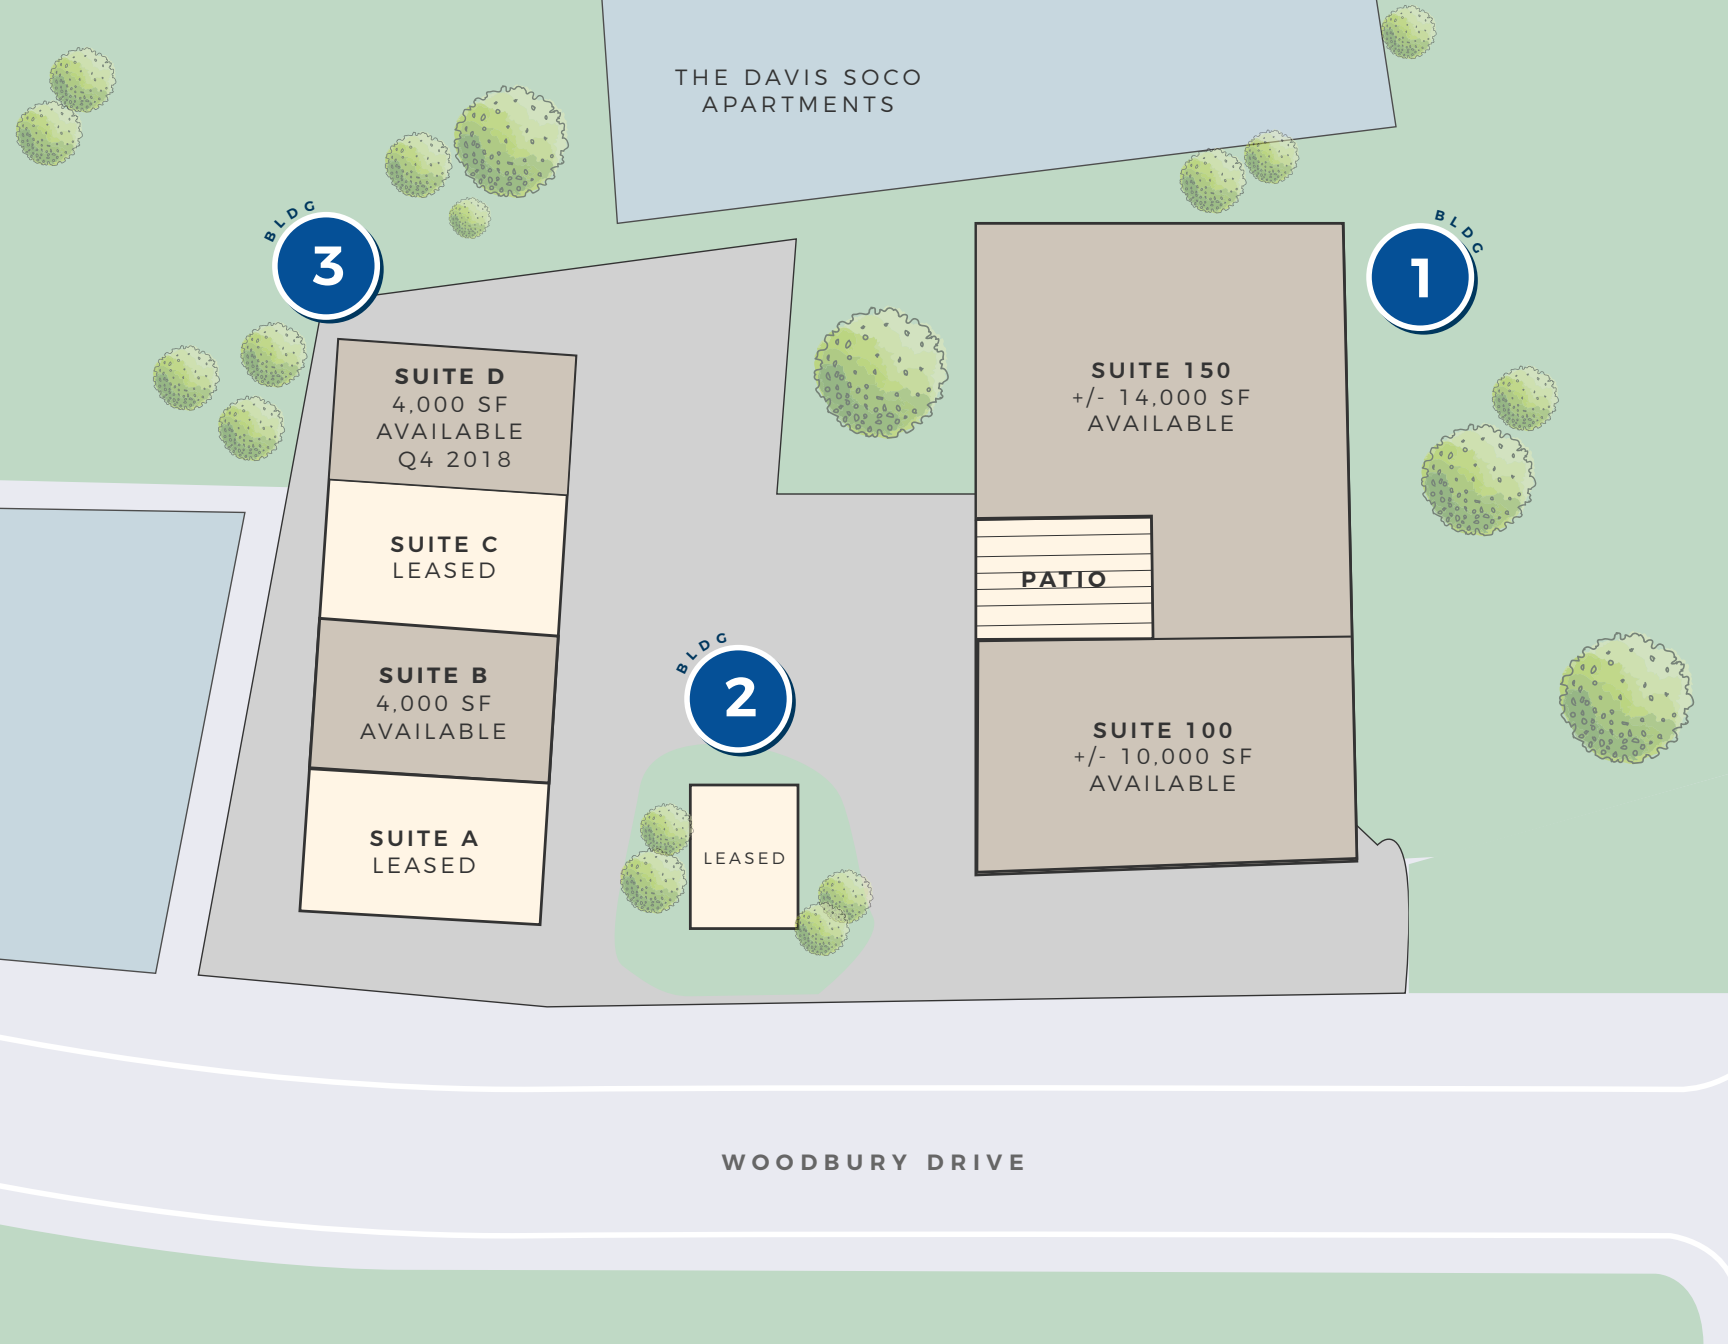 THE DAVIS SOCO
APARTMENTS
BLDG
3
BLDG
1
SUITE D
4,000 SF
AVAILABLE
Q4 2018
SUITE C
LEASED
SUITE B
4,000 SF
AVAILABLE
SUITE A
LEASED
BLDG
2
LEASED
SUITE 150
+/- 14,000 SF
AVAILABLE
PATIO
SUITE 100
+/- 10,000 SF
AVAILABLE
WOODBURY DRIVE